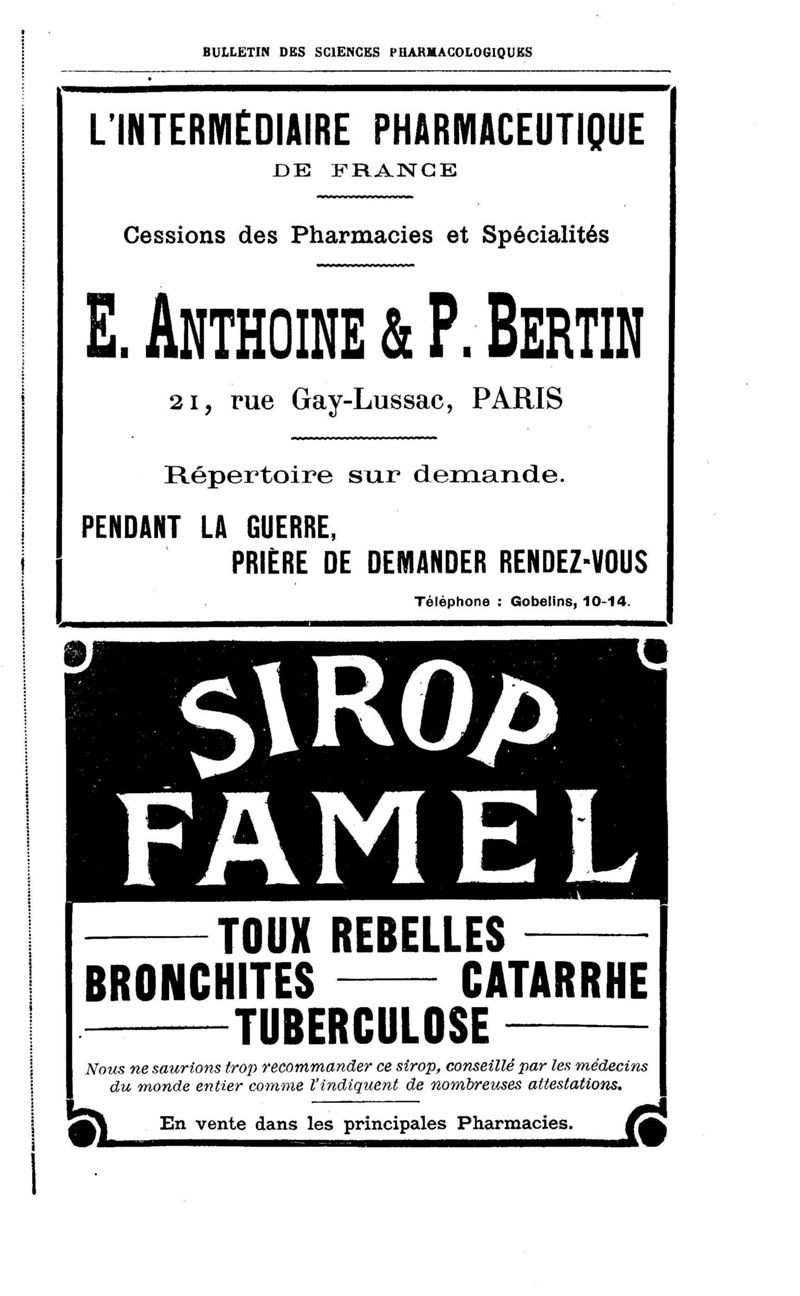 BULLETIN DES SCIENCES PHARMACOLOGIQUES
L'INTERMÉDIAIRE PHARMACEUTIQUE
DE FRANCE
Cessions des Pharmacies et Spécialités
E. ANTHOINE & P. BERTIN
21, rue Gay-Lussac, PARIS
Répertoire sur demande.
PENDANT LA GUERRE,
PRIÈRE DE DEMANDER RENDEZ-VOUS
Téléphone : Gobelins, 10-14.
SIROP
FAMEL
TOUX REBELLES
BRONCHITES — CATARRHE
TUBERCULOSE
Nous ne saurions trop recommander ce sirop, conseillé par les médecins
du monde entier comme l'indiquent de nombreuses attestations.
En vente dans les principales Pharmacies.